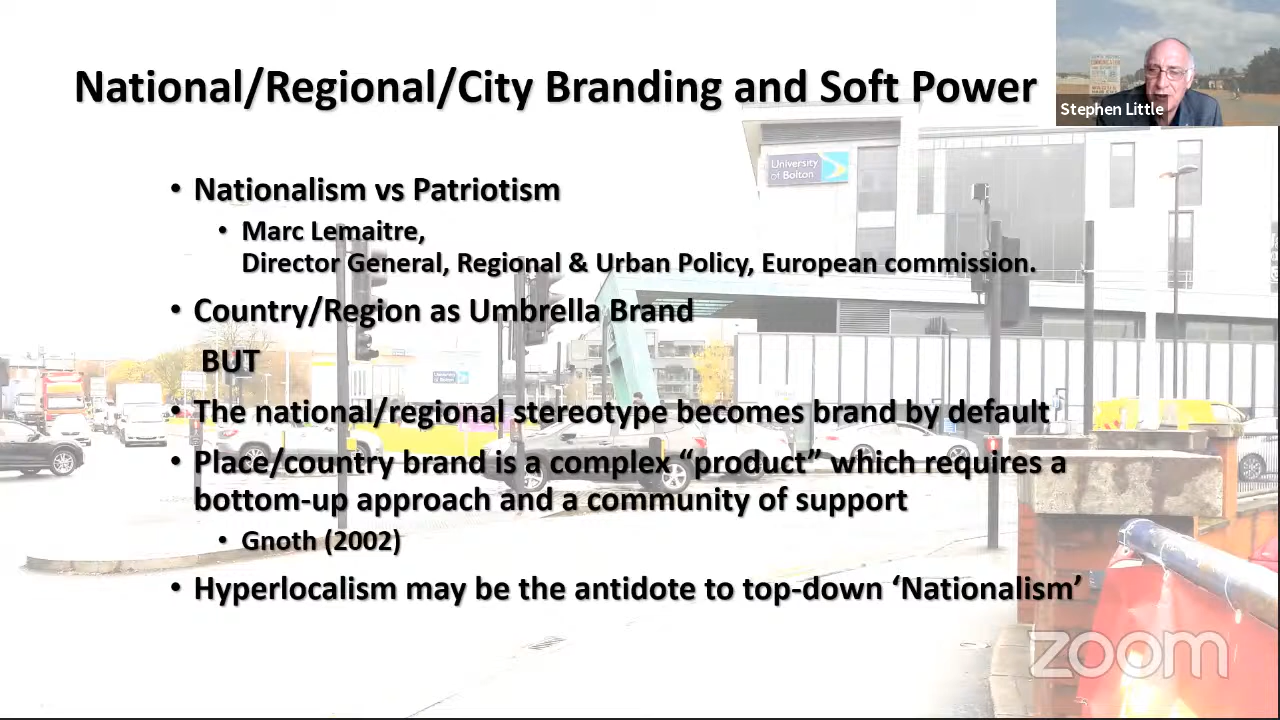 National/Regional/City Branding and Soft Power
Stephen Little
University
of Bolton
• Nationalism vs Patriotism
• Marc Lemaitre,
Director General, Regional & Urban Policy, European commission.
• Country/Region as Umbrella Brand
BUT
• The national/regional stereotype becomes brand by default
• Place/country brand is a complex “product” which requires a
bottom-up approach and a community of support
• Gnoth (2002)
• Hyperlocalism may be the antidote to top-down ‘Nationalism’
zoom